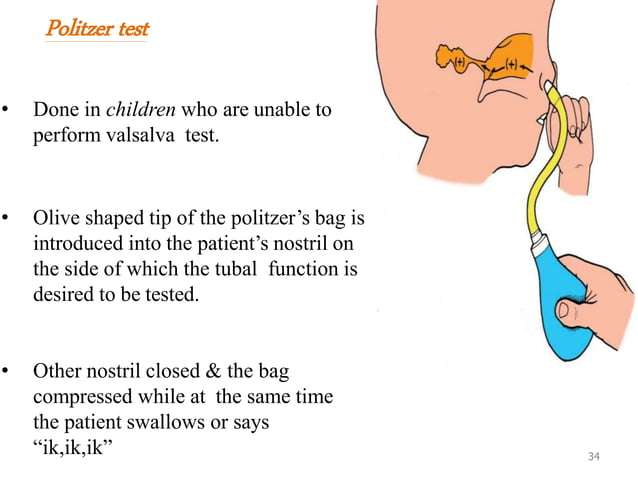 Politzer test
• Done in children who are unable to
perform valsalva test.
• Olive shaped tip of the politzer’s bag is
introduced into the patient’s nostril on
the side of which the tubal function is
desired to be tested.
• Other nostril closed & the bag
compressed while at the same time
the patient swallows or says
“ik,ik,ik”
(+) (+)
34